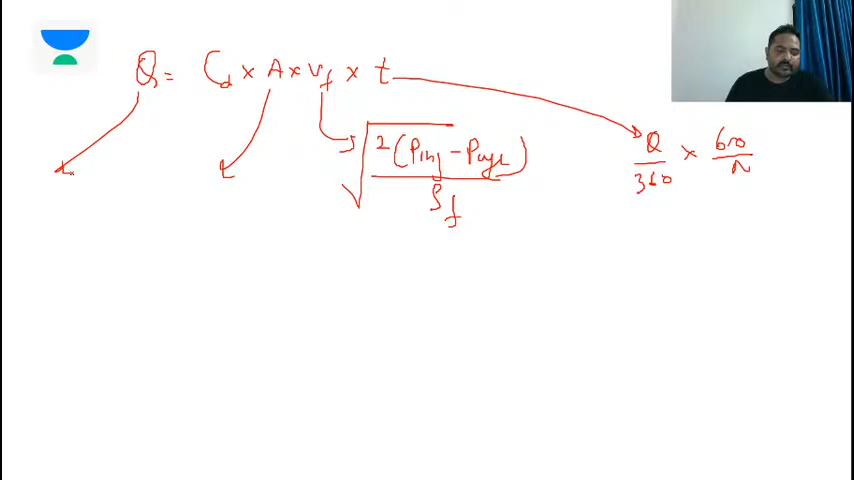 Q = Cd × A × Vf × t
√ 2 (Pinj - Pcyl) / ρf
θ / 360 × 60 / N